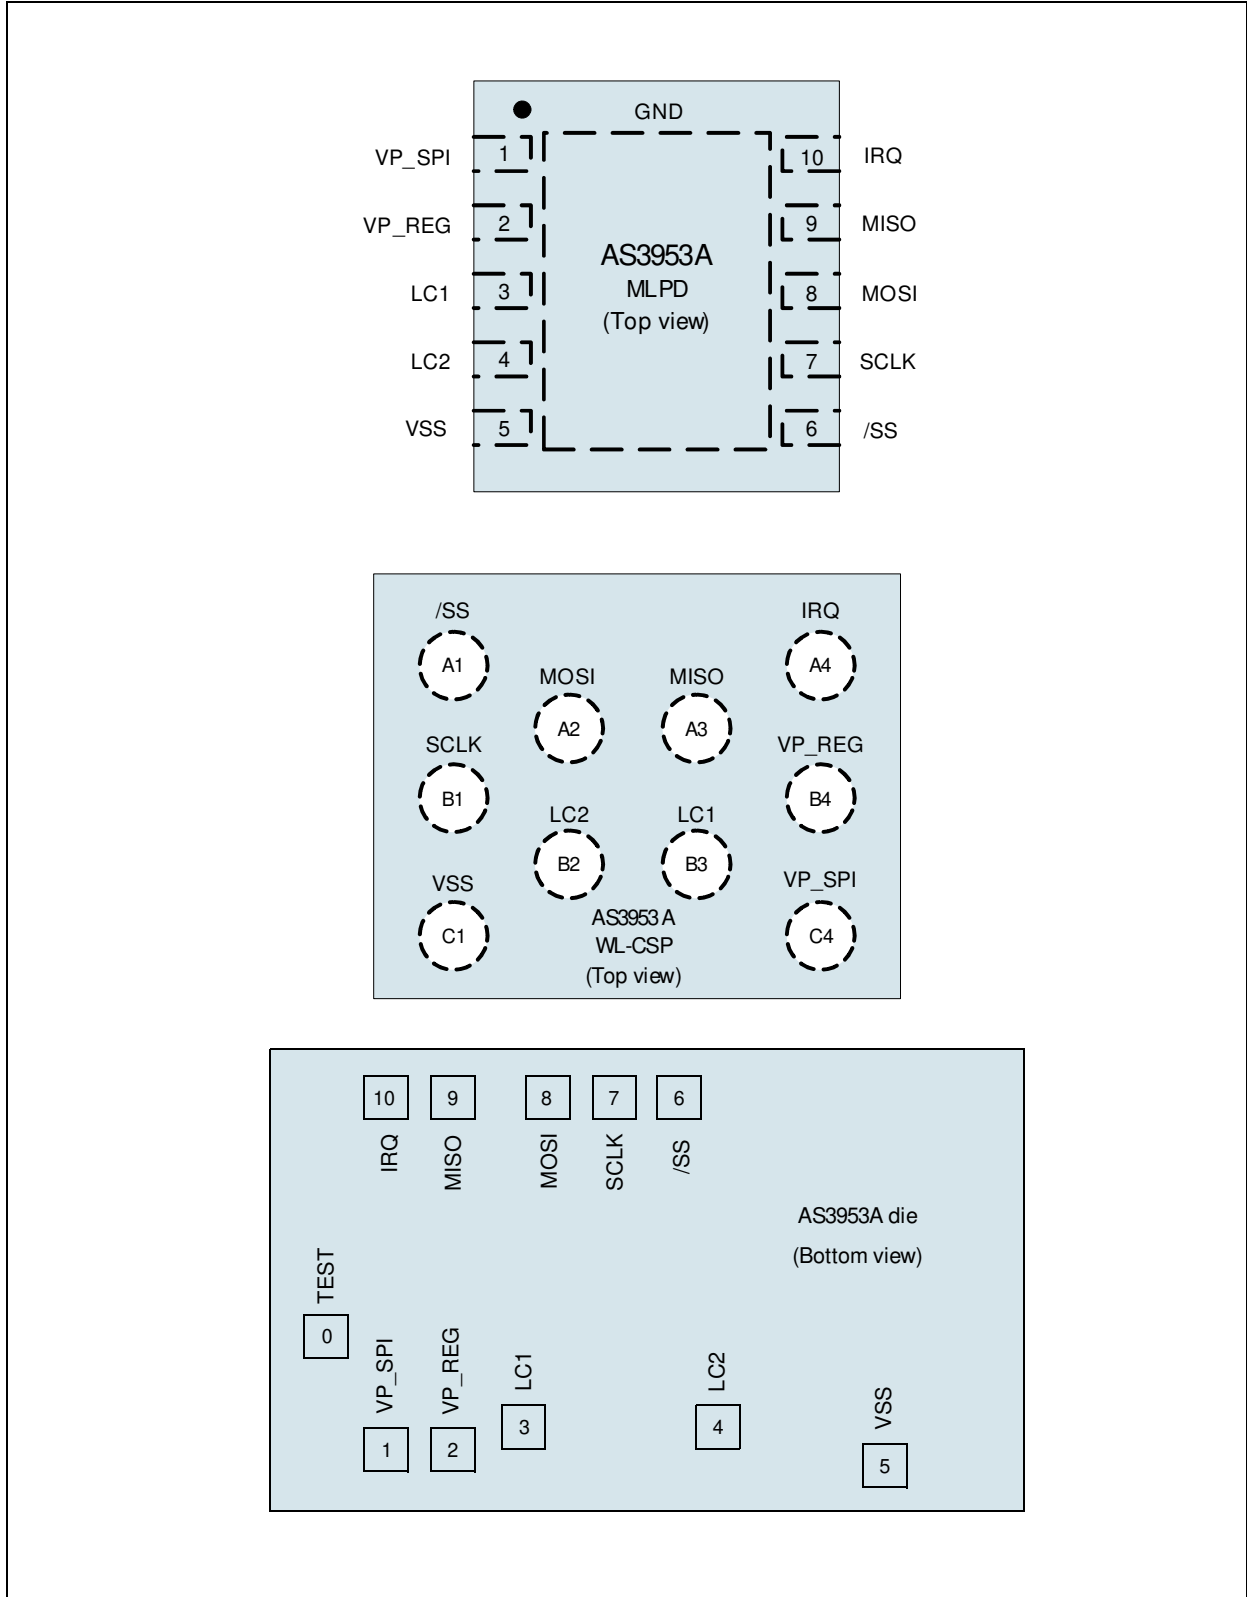 GND
VP_SPI 1 10 IRQ
VP_REG 2 9 MISO
AS3953A
LC1 3 MLPD 8 MOSI
(Top view)
LC2 4 7 SCLK
VSS 5 6 /SS
/SS IRQ
A1 A4
MOSI MISO
A2 A3
SCLK VP_REG
B1 B4
LC2 LC1
B2 B3
VSS VP_SPI
AS3953A
C1 C4
WL-CSP
(Top view)
10 9 8 7 6
IRQ MISO MOSI SCLK /SS
AS3953A die
(Bottom view)
TEST
0
VP_SPI VP_REG LC1 LC2 VSS
1 2 3 4 5